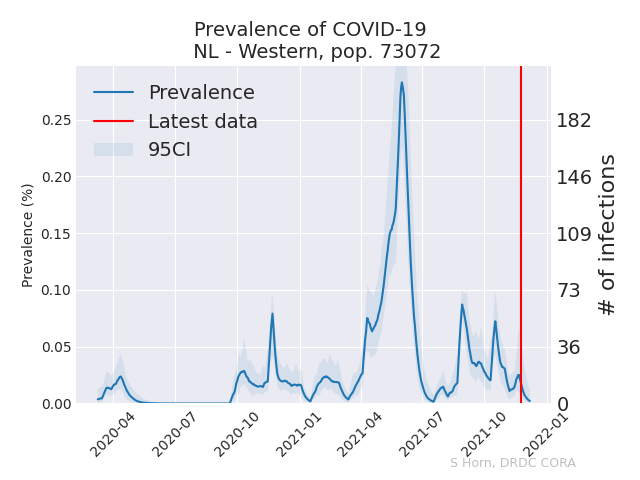 Prevalence of COVID-19
NL - Western, pop. 73072
Prevalence
Latest data
95CI
Prevalence (%)
0.25
0.20
0.15
0.10
0.05
0.00
182
146
109
73
36
0
# of infections
2020-04
2020-07
2020-10
2021-01
2021-04
2021-07
2021-10
2022-01
S Horn, DRDC CORA